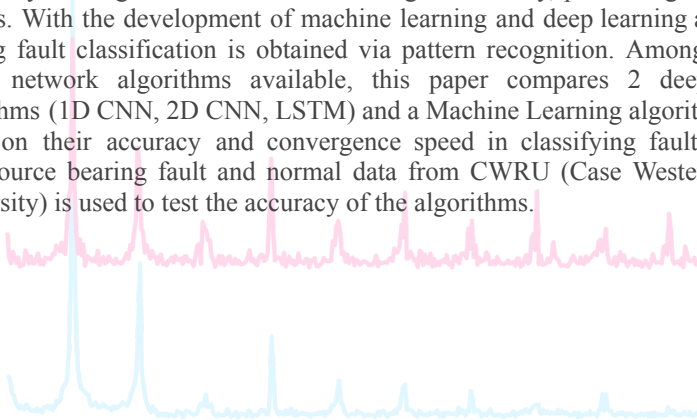 s. With the development of machine learning and deep learning a
g fault classification is obtained via pattern recognition. Among
network algorithms available, this paper compares 2 dee
hms (1D CNN, 2D CNN, LSTM) and a Machine Learning algorit
on their accuracy and convergence speed in classifying fault
ource bearing fault and normal data from CWRU (Case Weste
sity) is used to test the accuracy of the algorithms.